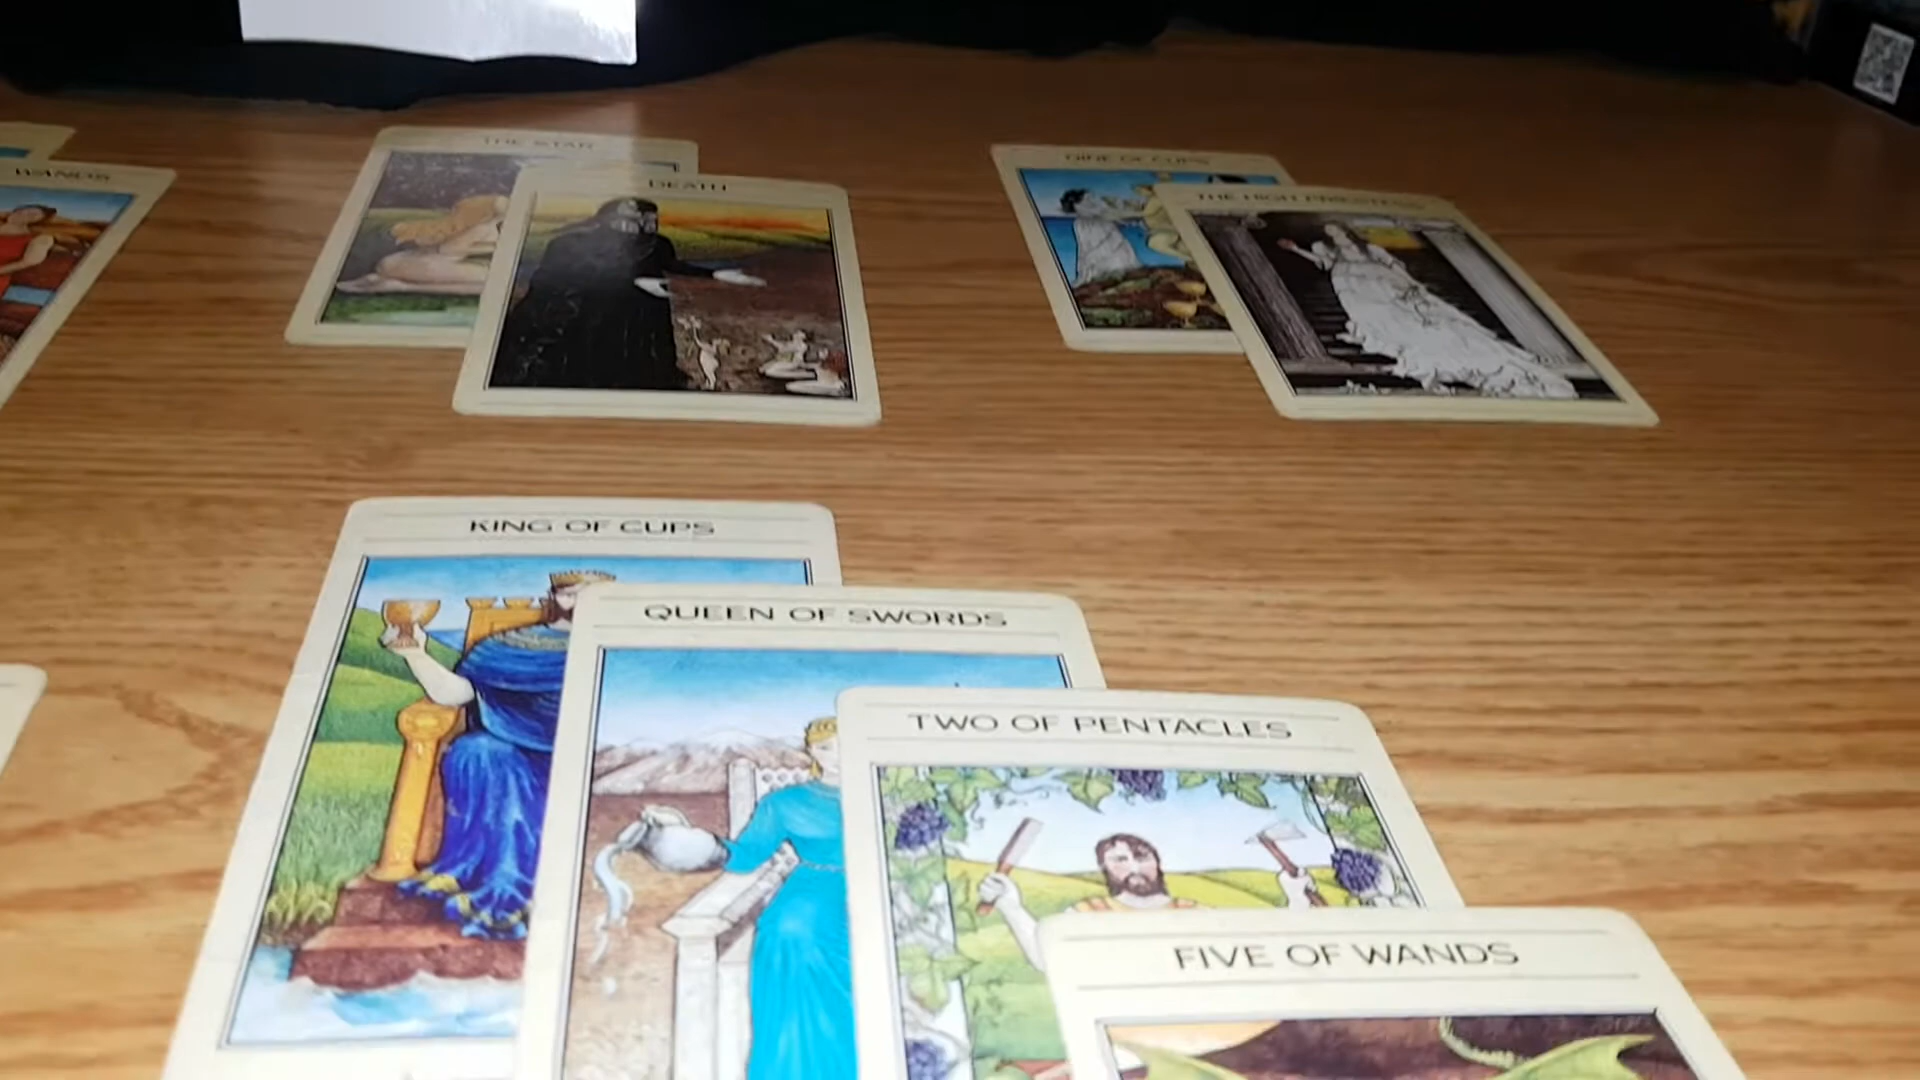 WANDS
THE STAR
DEATH
NINE OF CUPS
THE HIGH PRIESTESS
KING OF CUPS
QUEEN OF SWORDS
TWO OF PENTACLES
FIVE OF WANDS